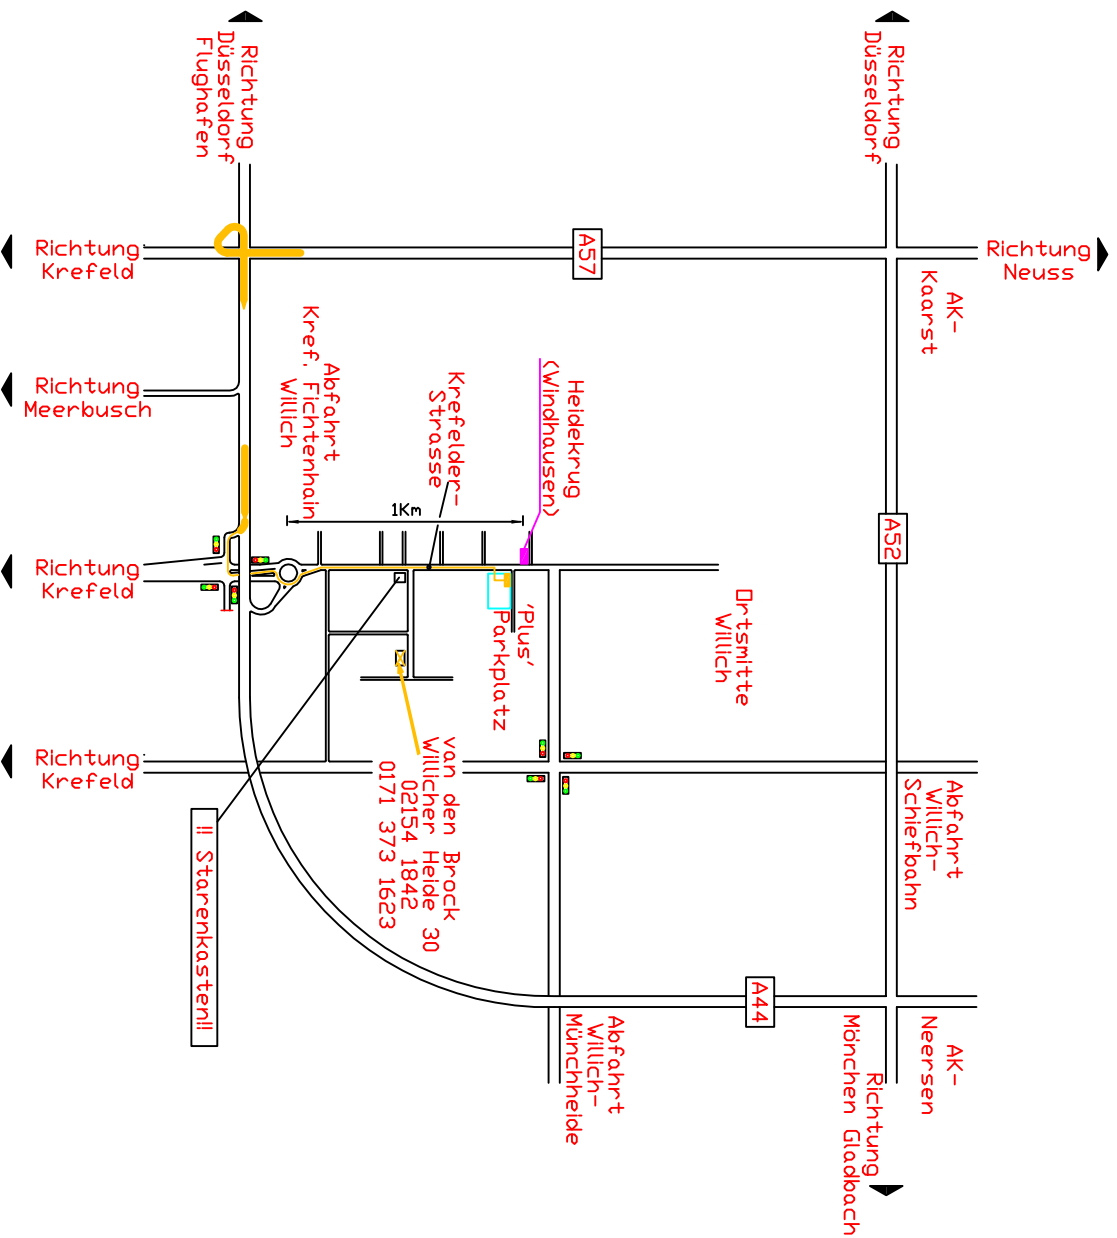 Richtung
Düsseldorf
Flughafen
Richtung
Düsseldorf
Richtung
Krefeld
A57
Richtung
Neuss
AK-
Kaarst
Richtung
Meerbusch
Abfahrt
Kref. Fichtenhain
Willich
Krefelder-
Strasse
Heidekrug
(Windhausen)
1Km
A52
Richtung
Krefeld
'Plus'
Parkplatz
Ortsmitte
Willich
Richtung
Krefeld
van den Brock
Willicher Heide 30
02154 1842
0171 373 1623
Abfahrt
Willich-
Schiefbahn
!! Starenkasten!!
A44
Abfahrt
Willich-
Münchheide
AK-
Neersen
Richtung
Mönchen Gladbach